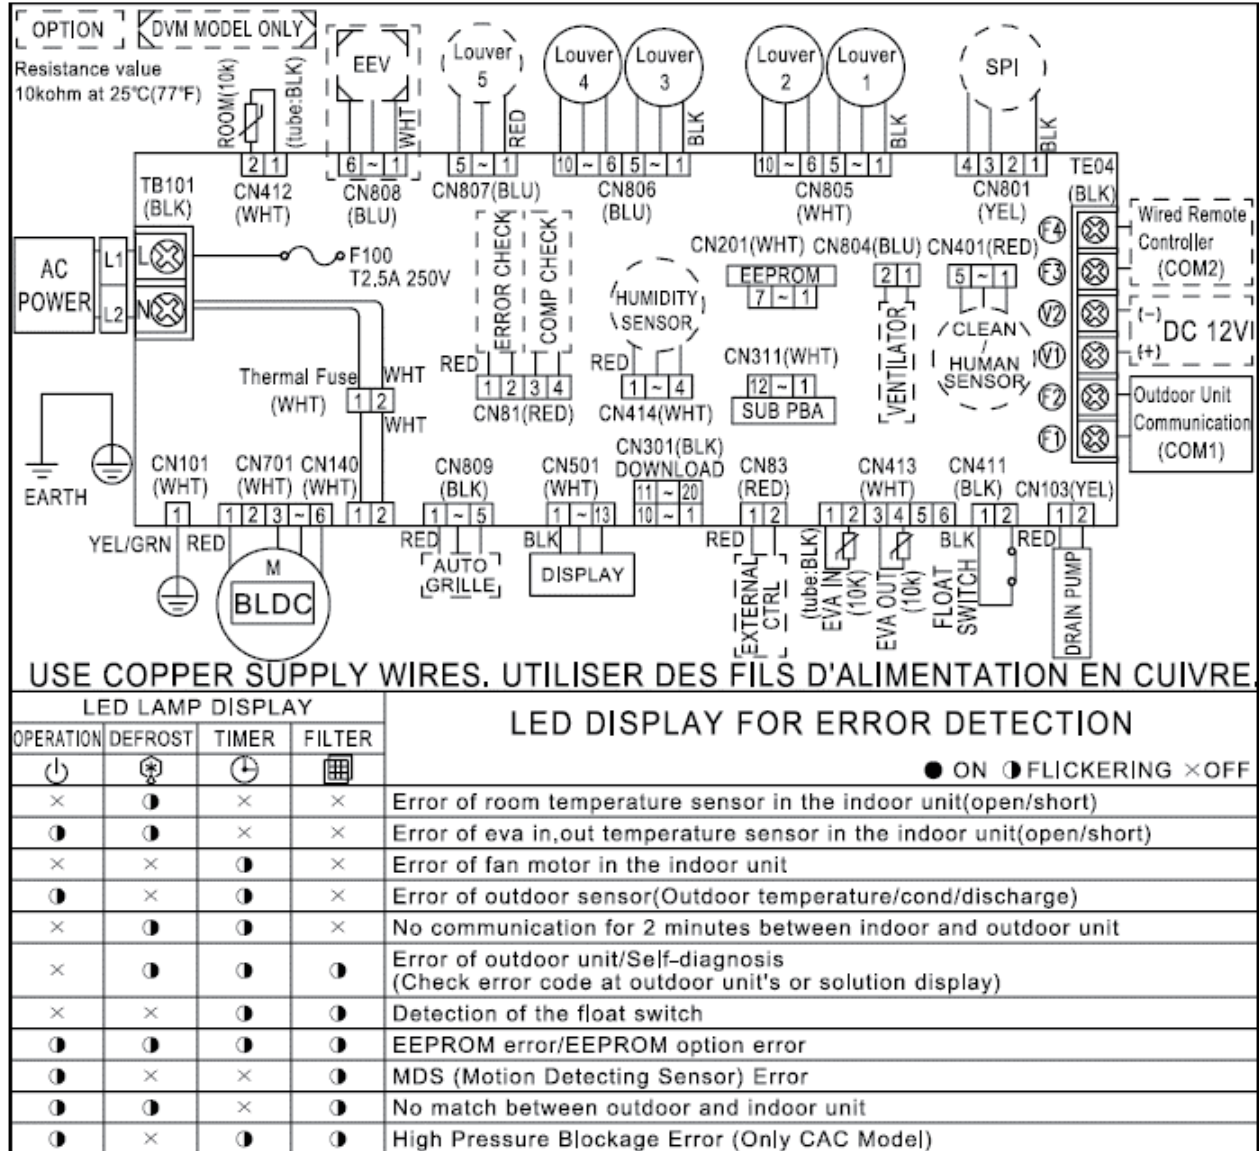 OPTION
DVM MODEL ONLY
Resistance value
10kohm at 25℃(77℉)
ROOM(10k)
(tube:BLK)
EEV
WHT
Louver
5
RED
Louver
4
Louver
3
BLK
Louver
2
Louver
1
BLK
SPI
BLK
2 1
6 ~ 1
5 ~ 1
10 ~ 6 5 ~ 1
10 ~ 6 5 ~ 1
4 3 2 1
TB101
(BLK)
CN412
(WHT)
CN808
(BLU)
CN807(BLU)
CN806
(BLU)
CN805
(WHT)
CN801
(YEL)
TE04
(BLK)
AC
POWER
L1
L2
L
N
F100
T2.5A 250V
ERROR CHECK
COMP CHECK
RED
1 2 3 4
CN81(RED)
HUMIDITY
SENSOR
RED
1 ~ 4
CN414(WHT)
CN201(WHT)
EEPROM
7 ~ 1
CN311(WHT)
12 ~ 1
SUB PBA
CN804(BLU)
2 1
VENTILATOR
CN401(RED)
5 ~ 1
CLEAN
/
HUMAN
SENSOR
F4
F3
V2
V1
F2
F1
Wired Remote
Controller
(COM2)
(-)
DC 12V
(+)
Outdoor Unit
Communication
(COM1)
Thermal Fuse
(WHT)
WHT
1 2
WHT
EARTH
CN101
(WHT)
1
YEL/GRN
CN701
(WHT)
1 2 3 ~ 6
RED
M
BLDC
CN140
(WHT)
1 2
CN809
(BLK)
1 ~ 5
RED
AUTO
GRILLE
CN501
(WHT)
1 ~ 13
BLK
DISPLAY
CN301(BLK)
DOWNLOAD
11 ~ 20
10 ~ 1
CN83
(RED)
1 2
RED
EXTERNAL
CTRL
CN413
(WHT)
1 2 3 4 5 6
(tube:BLK)
EVA IN
(10K)
EVA OUT
(10k)
FLOAT
SWITCH
CN411
(BLK)
1 2
BLK
CN103(YEL)
1 2
RED
DRAIN PUMP
USE COPPER SUPPLY WIRES. UTILISER DES FILS D'ALIMENTATION EN CUIVRE.
LED LAMP DISPLAY
LED DISPLAY FOR ERROR DETECTION
OPERATION DEFROST TIMER FILTER
● ON ◑ FLICKERING ×OFF
× ◑ × × Error of room temperature sensor in the indoor unit(open/short)
◑ ◑ × × Error of eva in,out temperature sensor in the indoor unit(open/short)
× × ◑ × Error of fan motor in the indoor unit
◑ × ◑ × Error of outdoor sensor(Outdoor temperature/cond/discharge)
× ◑ ◑ × No communication for 2 minutes between indoor and outdoor unit
× ◑ ◑ ◑ Error of outdoor unit/Self-diagnosis
(Check error code at outdoor unit's or solution display)
× × ◑ ◑ Detection of the float switch
◑ ◑ ◑ ◑ EEPROM error/EEPROM option error
◑ × × ◑ MDS (Motion Detecting Sensor) Error
◑ ◑ × ◑ No match between outdoor and indoor unit
◑ × ◑ ◑ High Pressure Blockage Error (Only CAC Model)